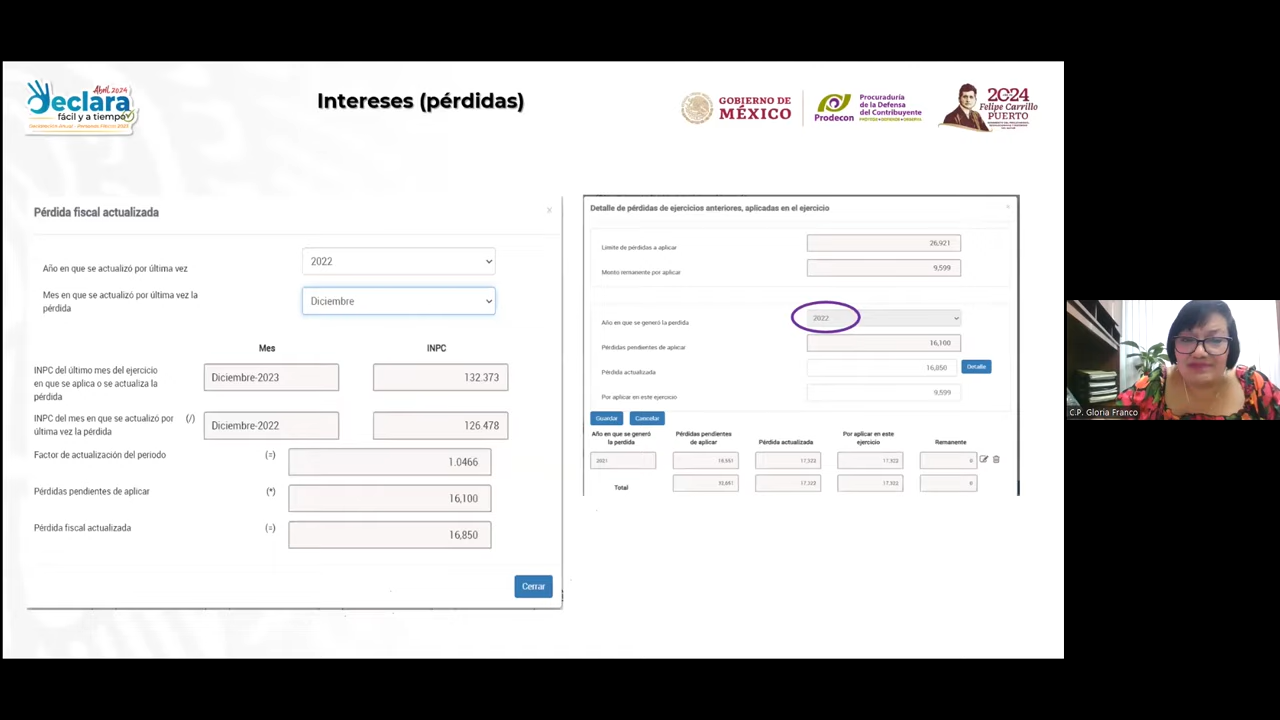 Abril 2024
Declara
fácil y a tiempo
Declaración Anual - Personas Físicas 2023
Intereses (pérdidas)
GOBIERNO DE
MÉXICO
Prodecon
Procuraduría
de la Defensa
del Contribuyente
2024
Felipe Carrillo
PUERTO
Pérdida fiscal actualizada
×
Año en que se actualizó por última vez
2022
Mes en que se actualizó por última vez la
pérdida
Diciembre
Mes
INPC
INPC del último mes del ejercicio
en que se aplica o se actualiza la
pérdida
Diciembre-2023
132.373
INPC del mes en que se actualizó por
última vez la pérdida
(/)
Diciembre-2022
126.478
Factor de actualización del periodo
(=)
1.0466
Pérdidas pendientes de aplicar
(*)
16,100
Pérdida fiscal actualizada
(=)
16,850
Cerrar
Detalle de pérdidas de ejercicios anteriores, aplicadas en el ejercicio
×
Límite de pérdidas a aplicar
26,921
Monto remanente por aplicar
9,599
Año en que se generó la perdida
2022
Pérdidas pendientes de aplicar
16,100
Pérdida actualizada
16,850
Detalle
Por aplicar en este ejercicio
9,599
Guardar
Cancelar
Año en que se generó
la perdida
Pérdidas pendientes
de aplicar
Pérdida actualizada
Por aplicar en este
ejercicio
Remanente
2021
17,322
17,322
0
Total
17,322
17,322
0
C.P. Gloria Franco